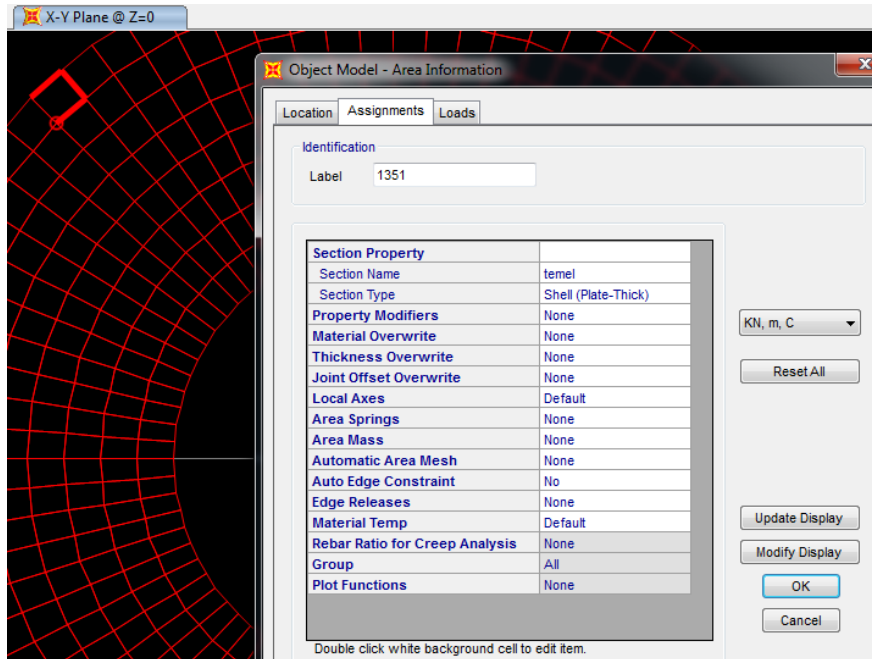 X-Y Plane @ Z=0
Object Model - Area Information
Location Assignments Loads
Identification
Label 1351
Section Property
Section Name temel
Section Type Shell (Plate-Thick)
Property Modifiers None
Material Overwrite None
Thickness Overwrite None
Joint Offset Overwrite None
Local Axes Default
Area Springs None
Area Mass None
Automatic Area Mesh None
Auto Edge Constraint No
Edge Releases None
Material Temp Default
Rebar Ratio for Creep Analysis None
Group All
Plot Functions None
KN, m, C
Reset All
Update Display
Modify Display
OK
Cancel
Double click white background cell to edit item.